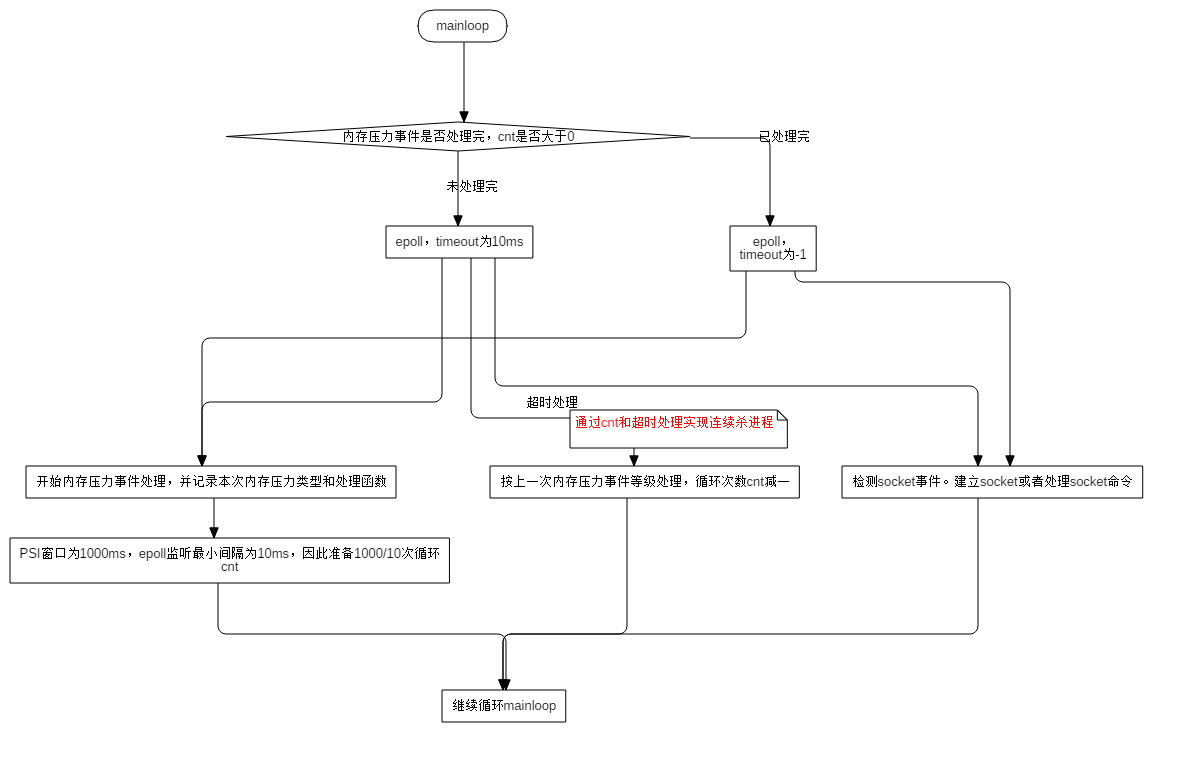 mainloop
内存压力事件是否处理完，cnt是否大于0
已处理完
未处理完
epoll，timeout为10ms
epoll，
timeout为-1
超时处理
通过cnt和超时处理实现连续杀进程
开始内存压力事件处理，并记录本次内存压力类型和处理函数
按上一次内存压力事件等级处理，循环次数cnt减一
检测socket事件。建立socket或者处理socket命令
PSI窗口为1000ms，epoll监听最小间隔为10ms，因此准备1000/10次循环
cnt
继续循环mainloop